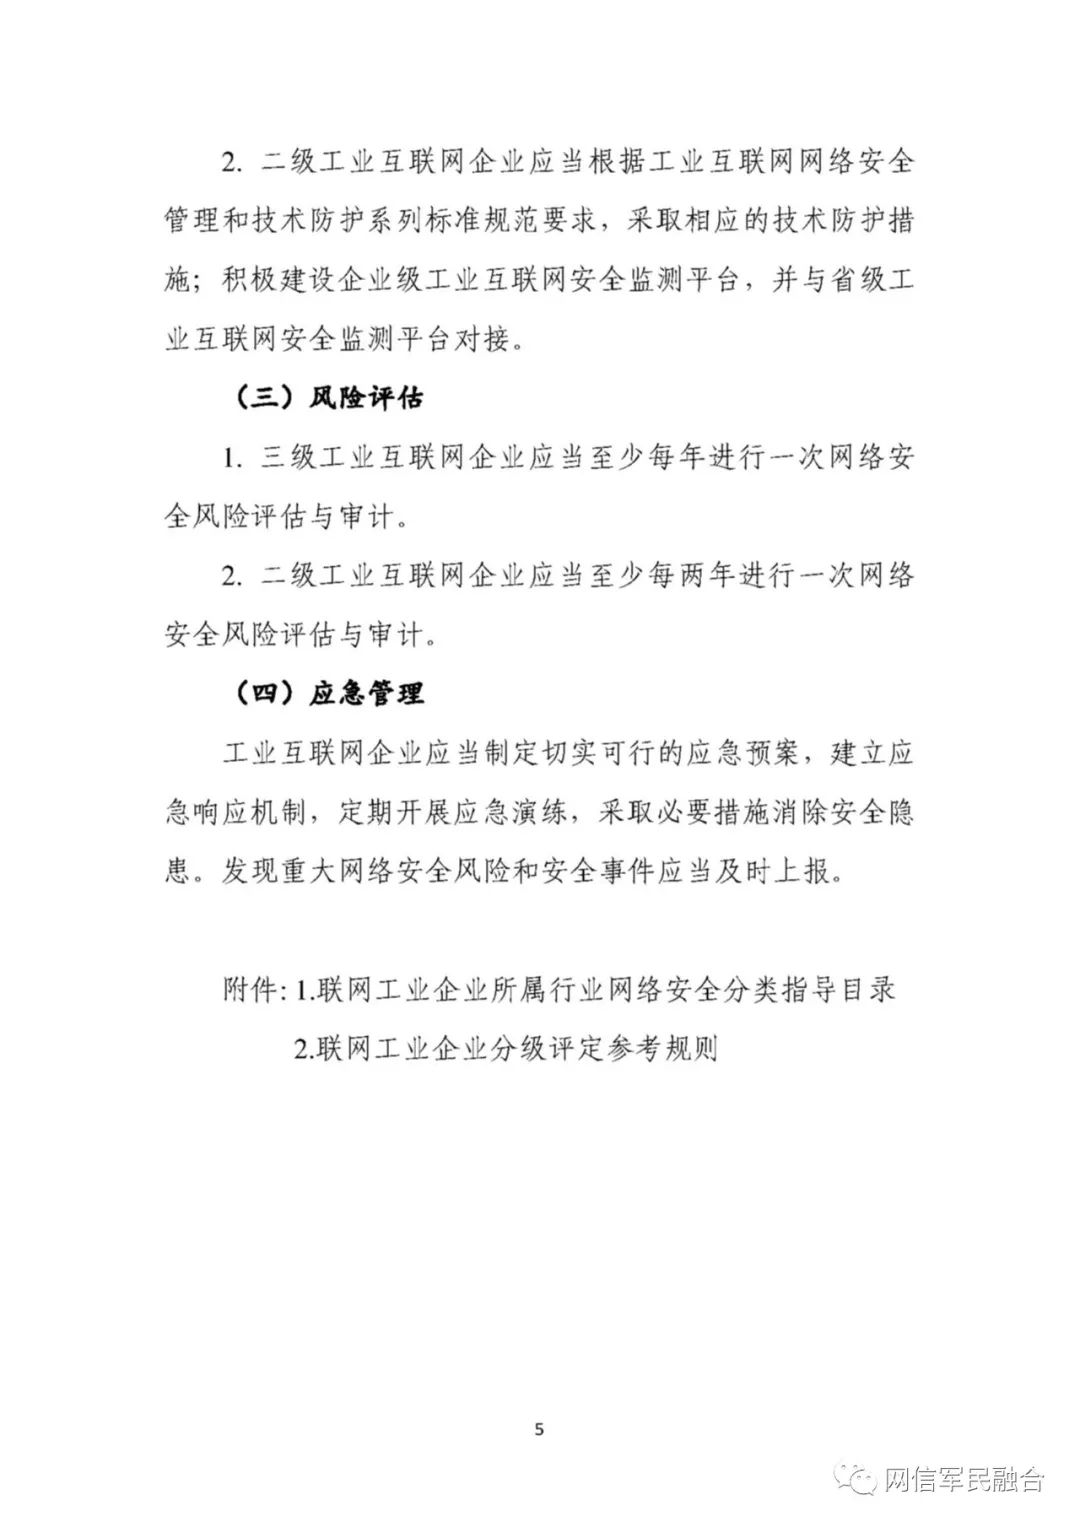 2. 二级工业互联网企业应当根据工业互联网网络安全
管理和技术防护系列标准规范要求，采取相应的技术防护措
施；积极建设企业级工业互联网安全监测平台，并与省级工
业互联网安全监测平台对接。
（三）风险评估
1. 三级工业互联网企业应当至少每年进行一次网络安
全风险评估与审计。
2. 二级工业互联网企业应当至少每两年进行一次网络
安全风险评估与审计。
（四）应急管理
工业互联网企业应当制定切实可行的应急预案，建立应
急响应机制，定期开展应急演练，采取必要措施消除安全隐
患。发现重大网络安全风险和安全事件应当及时上报。
附件: 1.联网工业企业所属行业网络安全分类指导目录
2.联网工业企业分级评定参考规则
5
网信军民融合